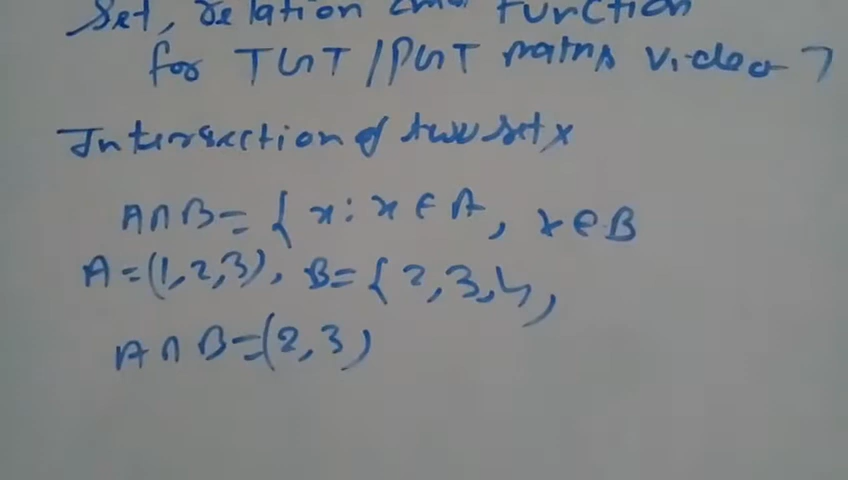 Set, relation and function
for TGT/PGT maths video 7
Intersection of two set x
A∩B={x:x∈A, x∈B
A=(1,2,3), B={2,3,4,
A∩B=(2,3)